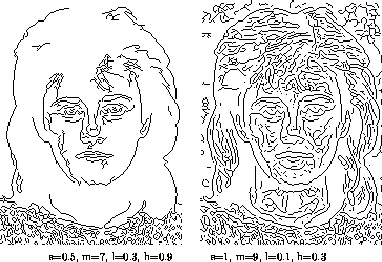 s=0.5, m=7, l=0.3, h=0.9
s=1, m=9, l=0.1, h=0.3